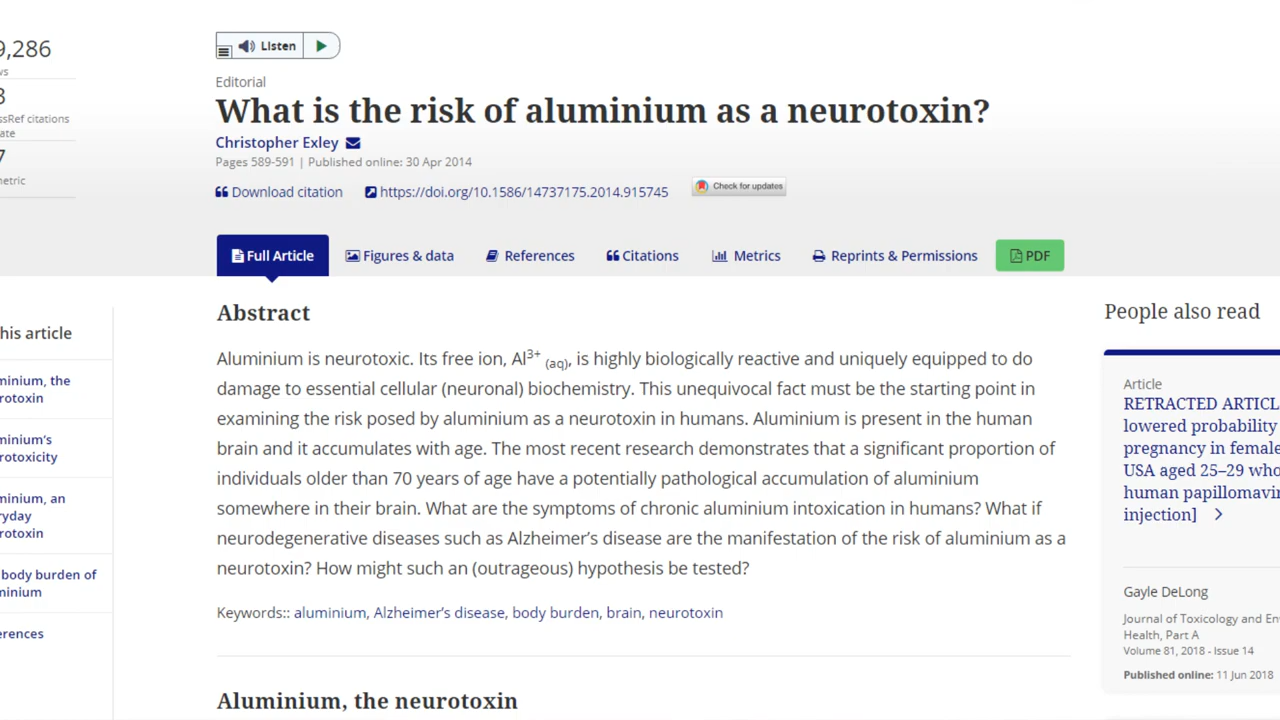 9,286
ws
Listen
Editorial
What is the risk of aluminium as a neurotoxin?
3
ssRef citations
ate
Christopher Exley
7
Pages 589-591 | Published online: 30 Apr 2014
etric
Download citation https://doi.org/10.1586/14737175.2014.915745 Check for updates
Full Article Figures & data References Citations Metrics Reprints & Permissions PDF
his article
minium, the
rotoxin
minium's
rotoxicity
minium, an
ryday
rotoxin
body burden of
minium
erences
Abstract
Aluminium is neurotoxic. Its free ion, Al3+ (aq), is highly biologically reactive and uniquely equipped to do
damage to essential cellular (neuronal) biochemistry. This unequivocal fact must be the starting point in
examining the risk posed by aluminium as a neurotoxin in humans. Aluminium is present in the human
brain and it accumulates with age. The most recent research demonstrates that a significant proportion of
individuals older than 70 years of age have a potentially pathological accumulation of aluminium
somewhere in their brain. What are the symptoms of chronic aluminium intoxication in humans? What if
neurodegenerative diseases such as Alzheimer's disease are the manifestation of the risk of aluminium as a
neurotoxin? How might such an (outrageous) hypothesis be tested?
Keywords:: aluminium, Alzheimer's disease, body burden, brain, neurotoxin
Aluminium, the neurotoxin
People also read
Article
RETRACTED ARTICL
lowered probability
pregnancy in female
USA aged 25–29 who
human papillomavir
injection]
Gayle DeLong
Journal of Toxicology and En
Health, Part A
Volume 81, 2018 - Issue 14
Published online: 11 Jun 2018